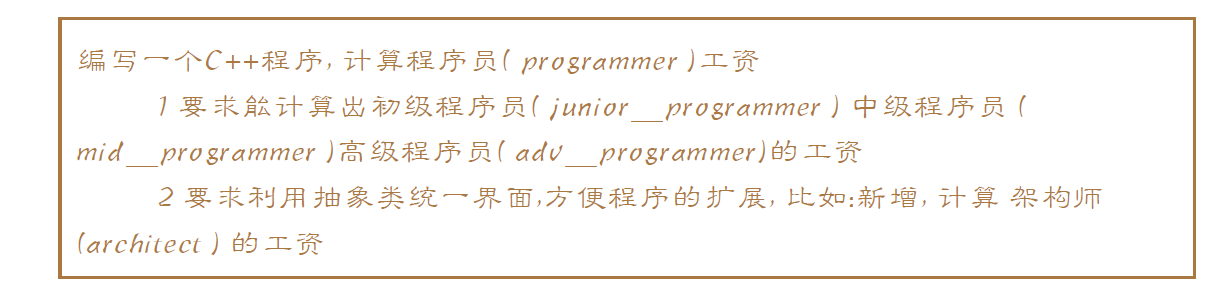 编写一个C++程序, 计算程序员( programmer )工资
1 要求能计算出初级程序员( junior__programmer ) 中级程序员 (
mid__programmer )高级程序员( adv__programmer)的工资
2 要求利用抽象类统一界面,方便程序的扩展, 比如:新增, 计算 架构师
(architect ) 的工资